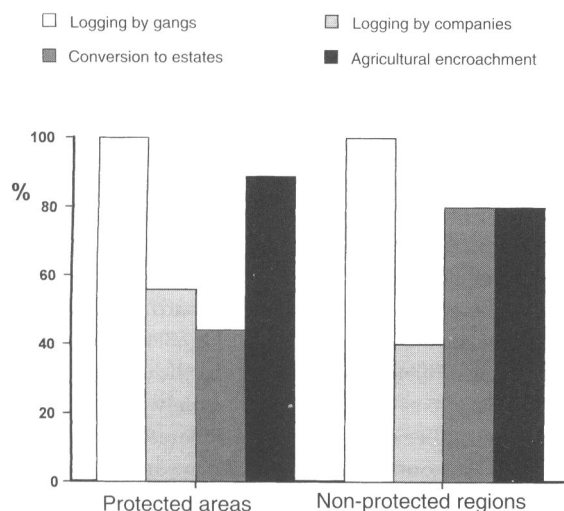 Logging by gangs
Logging by companies
Conversion to estates
Agricultural encroachment
100
%
80
60
40
20
0
Protected areas
Non-protected regions